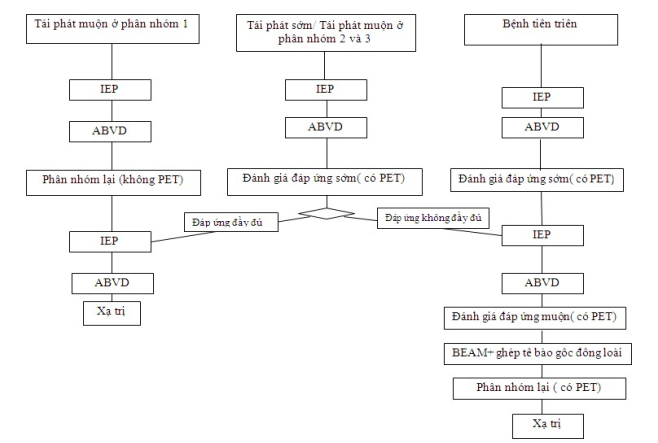 Tái phát muộn ở phân nhóm 1
Tái phát sớm/ Tái phát muộn ở
phân nhóm 2 và 3
Bệnh tiên triên
IEP
IEP
IEP
ABVD
ABVD
ABVD
Phân nhóm lại (không PET)
Đánh giá đáp ứng sớm( có PET)
Đánh giá đáp ứng sớm( có PET)
Đáp ứng đầy đủ
Đáp ứng không đầy đủ
IEP
IEP
ABVD
ABVD
Xạ trị
Đánh giá đáp ứng muộn( có PET)
BEAM+ ghép tê bào gôc đồng loài
Phân nhóm lại ( có PET)
Xạ trị